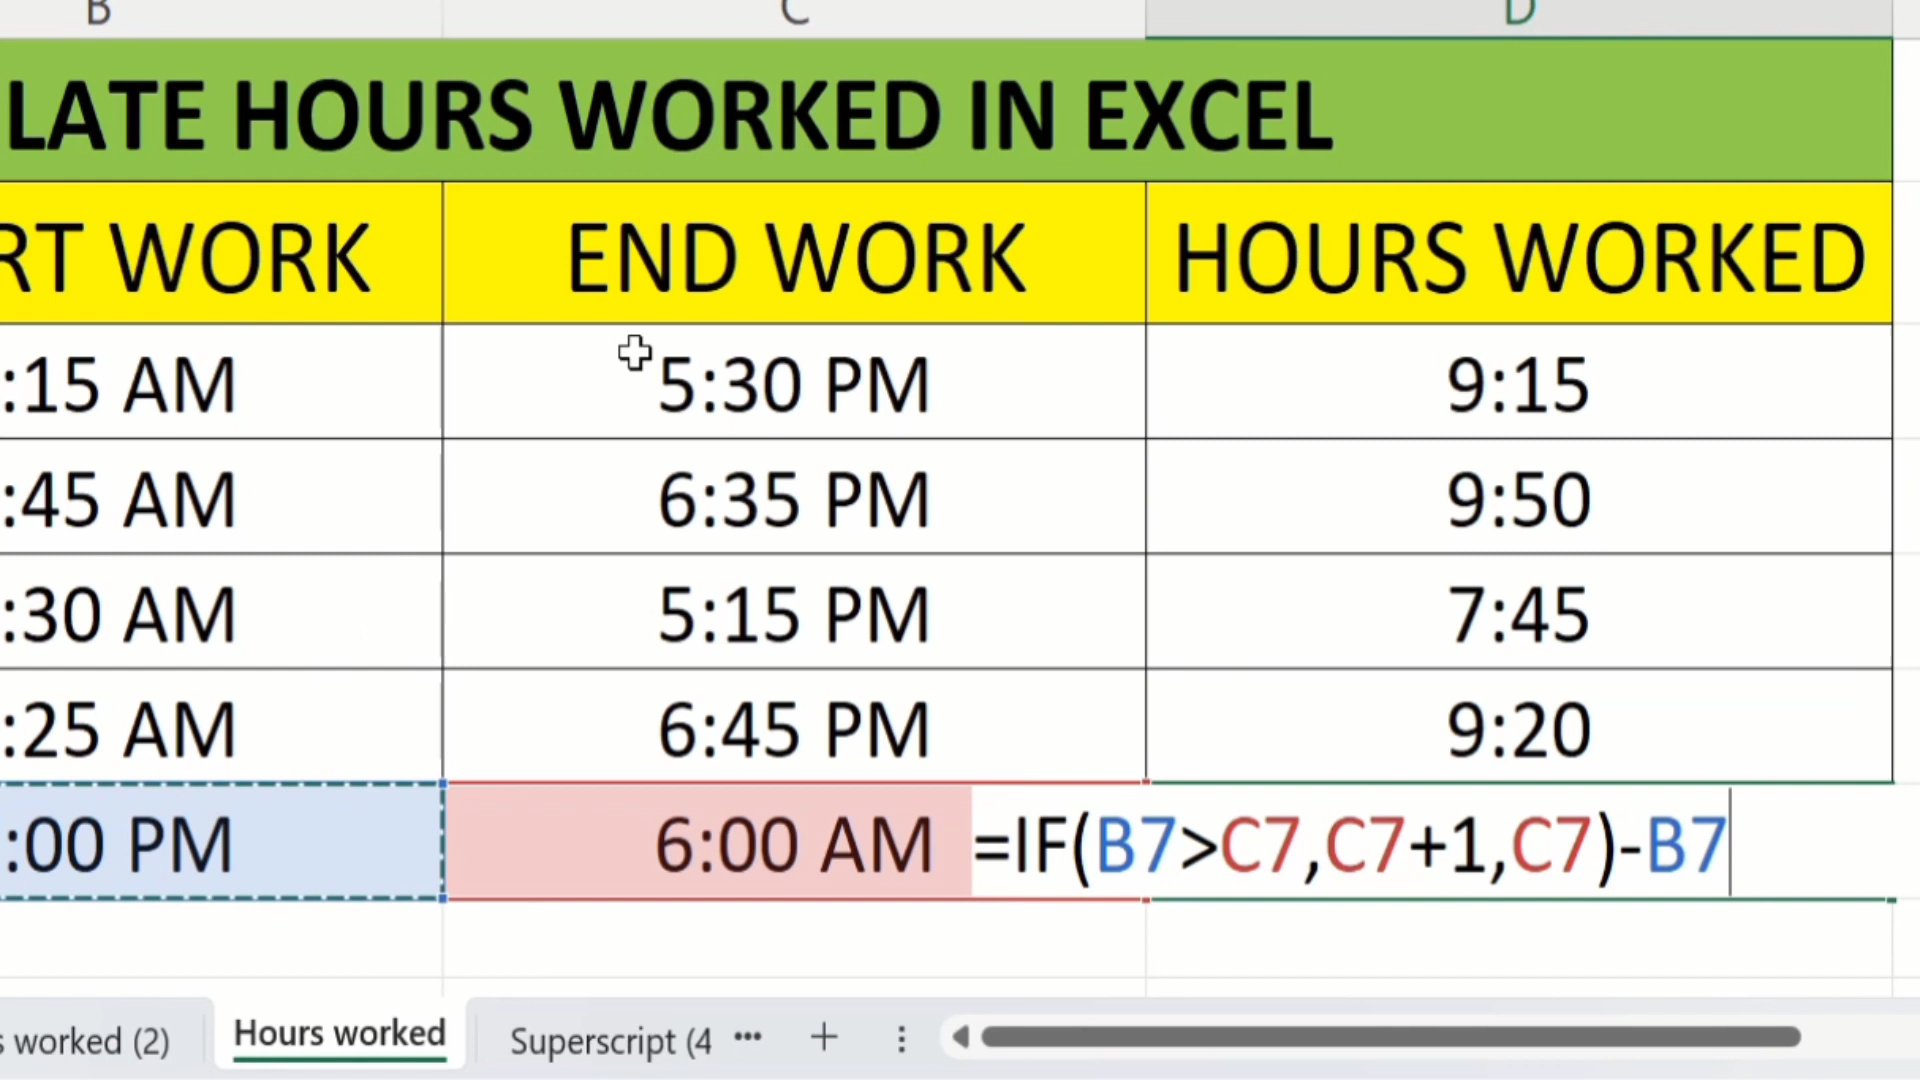 B C D
LATE HOURS WORKED IN EXCEL
RT WORK END WORK HOURS WORKED
:15 AM 5:30 PM 9:15
:45 AM 6:35 PM 9:50
:30 AM 5:15 PM 7:45
:25 AM 6:45 PM 9:20
:00 PM 6:00 AM =IF(B7>C7,C7+1,C7)-B7
s worked (2) Hours worked Superscript (4 ••• +